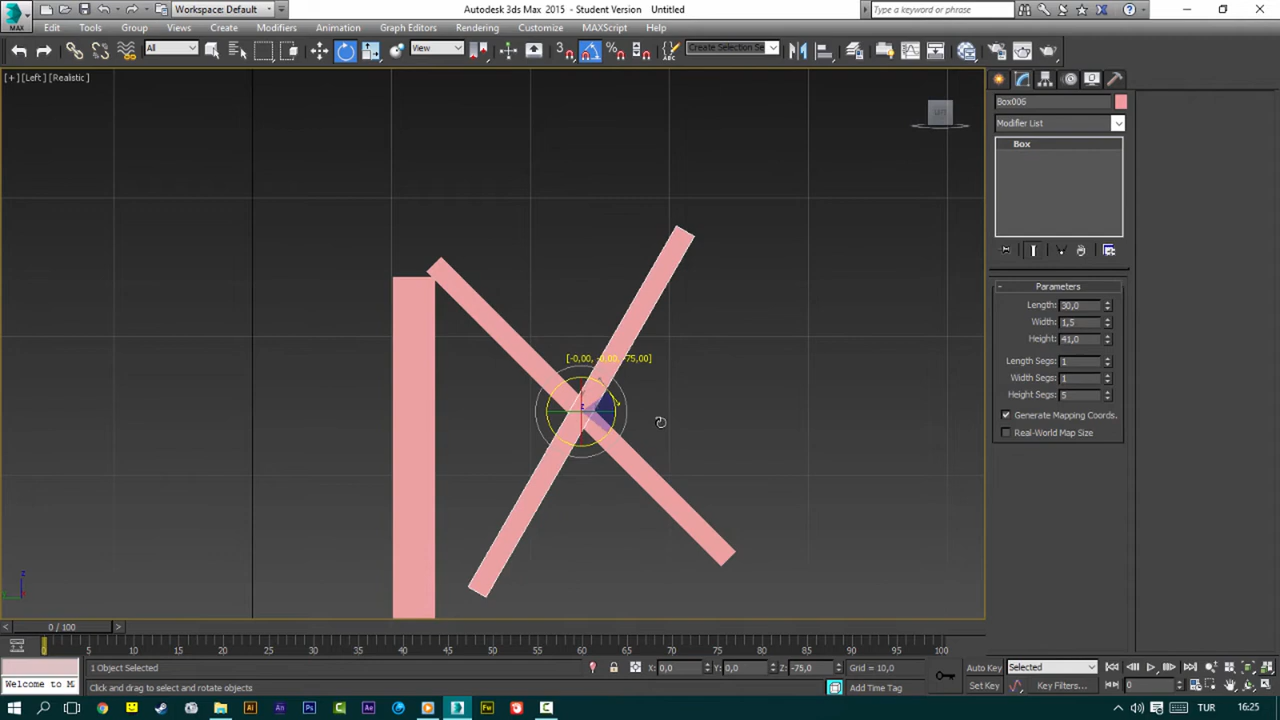 MAX
Workspace: Default
Autodesk 3ds Max 2015 - Student Version    Untitled
Type a keyword or phrase
Edit Tools Group Views Create Modifiers Animation Graph Editors Rendering Customize MAXScript Help
All
View
Create Selection Se
[+] [Left] [Realistic]
LEFT
Box006
Modifier List
Box
Parameters
Length: 30,0
Width: 1,5
Height: 41,0
Length Segs: 1
Width Segs: 1
Height Segs: 5
Generate Mapping Coords.
Real-World Map Size
[-0,00, -0,00, -75,00]
z
z
0 / 100
0 5 10 15 20 25 30 35 40 45 50 55 60 65 70 75 80 85 90 95 100
1 Object Selected
X: 0,0 Y: 0,0 Z: -75,0 Grid = 10,0
Auto Key Selected
Welcome to M
Click and drag to select and rotate objects
Add Time Tag
Set Key Key Filters... 0
TUR 16:25